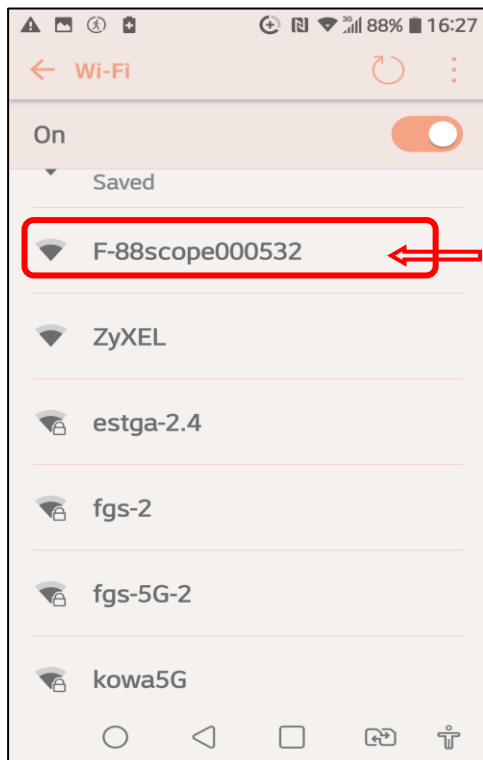 88% 16:27
Wi-Fi
On
Saved
F-88scope000532
ZyXEL
estga-2.4
fgs-2
fgs-5G-2
kowa5G